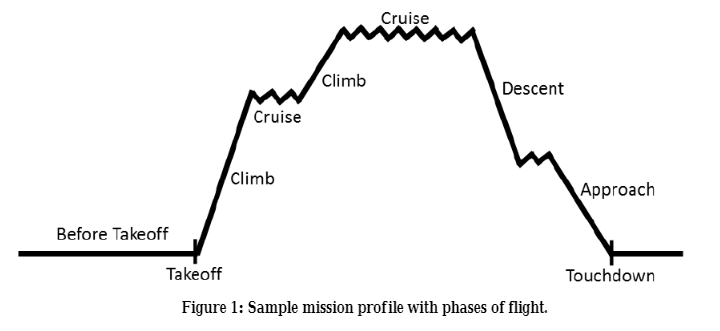 Cruise
Climb
Descent
Cruise
Climb
Approach
Before Takeoff
Takeoff
Touchdown
Figure 1: Sample mission profile with phases of flight.